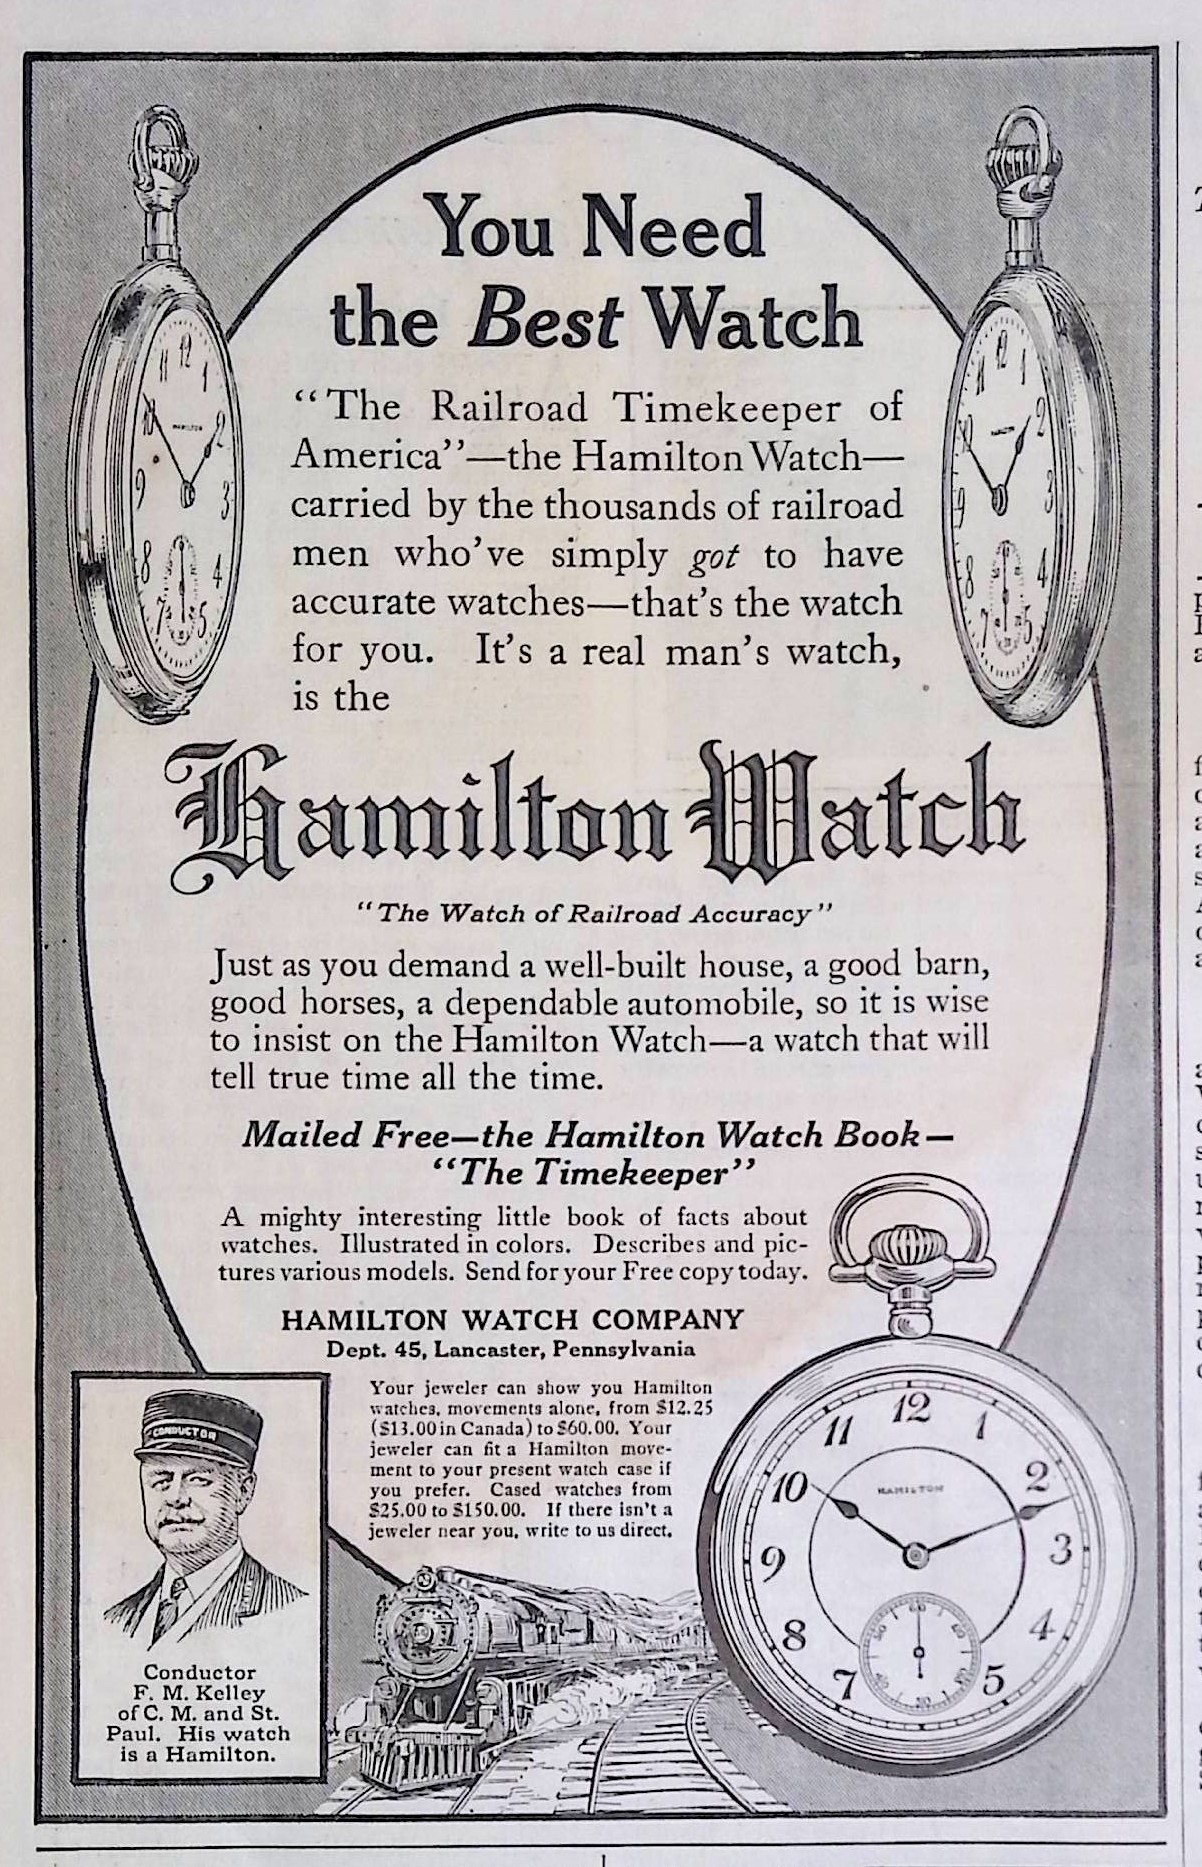 You Need
the Best Watch
“The Railroad Timekeeper of
America”—the Hamilton Watch—
carried by the thousands of railroad
men who’ve simply got to have
accurate watches—that’s the watch
for you. It’s a real man’s watch,
is the
Hamilton Watch
“The Watch of Railroad Accuracy”
Just as you demand a well-built house, a good barn,
good horses, a dependable automobile, so it is wise
to insist on the Hamilton Watch—a watch that will
tell true time all the time.
Mailed Free—the Hamilton Watch Book—
“The Timekeeper”
A mighty interesting little book of facts about
watches. Illustrated in colors. Describes and pic-
tures various models. Send for your Free copy today.
HAMILTON WATCH COMPANY
Dept. 45, Lancaster, Pennsylvania
Your jeweler can show you Hamilton
watches, movements alone, from $12.25
($13.00 in Canada) to $60.00. Your
jeweler can fit a Hamilton move-
ment to your present watch case if
you prefer. Cased watches from
$25.00 to $150.00. If there isn’t a
jeweler near you, write to us direct.
CONDUCTOR
Conductor
F. M. Kelley
of C. M. and St.
Paul. His watch
is a Hamilton.
HAMILTON
12
1
2
3
4
5
7
8
9
10
11